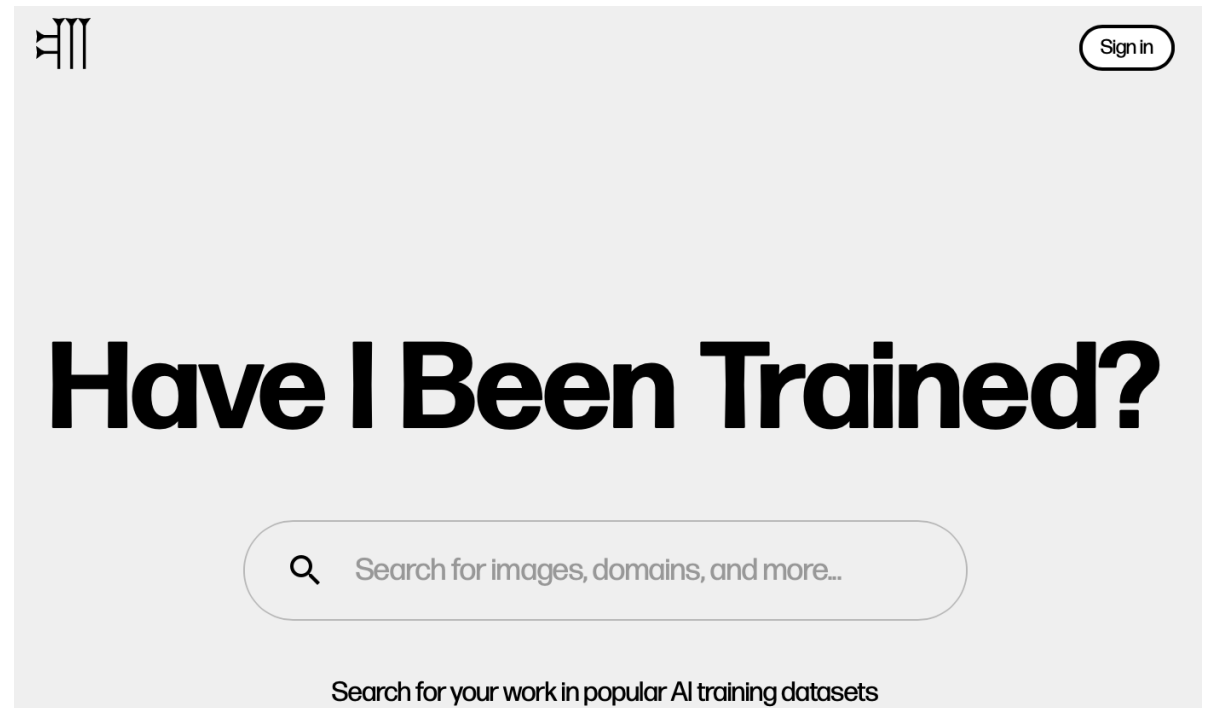 Sign in
Have I Been Trained?
Search for images, domains, and more...
Search for your work in popular AI training datasets